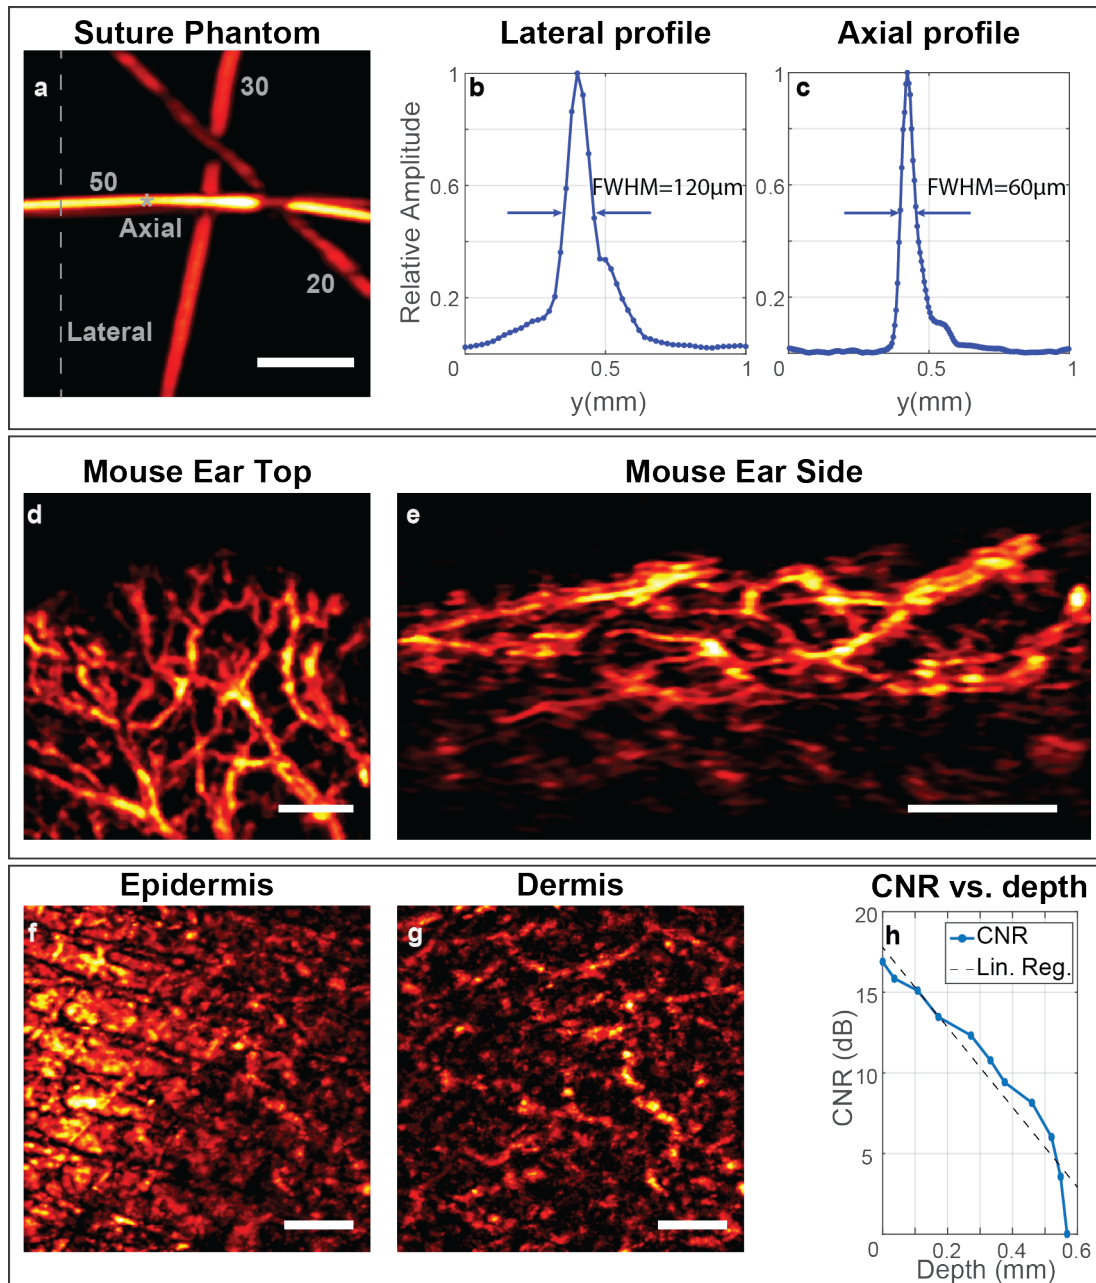 Suture Phantom
Lateral profile
Axial profile
a
30
50
*
Axial
20
Lateral
b
1
0.6
0.2
0
0.5
1
Relative Amplitude
FWHM=120μm
y(mm)
c
1
0.6
0.2
0
0.5
1
FWHM=60μm
y(mm)
Mouse Ear Top
Mouse Ear Side
d
e
Epidermis
Dermis
CNR vs. depth
f
g
h
20
15
10
5
0
0.2
0.4
0.6
CNR (dB)
CNR
Lin. Reg.
Depth (mm)